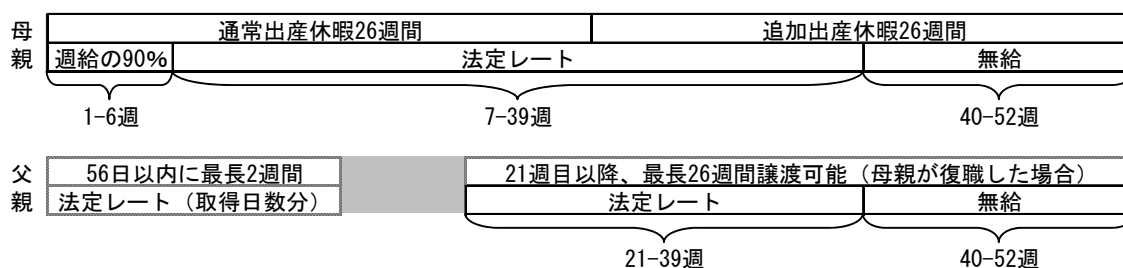 母親
通常出産休暇26週間 追加出産休暇26週間
週給の90% 法定レート 無給
1-6週 7-39週 40-52週
父親
56日以内に最長2週間 21週目以降、最長26週間譲渡可能（母親が復職した場合）
法定レート（取得日数分） 法定レート 無給
21-39週 40-52週